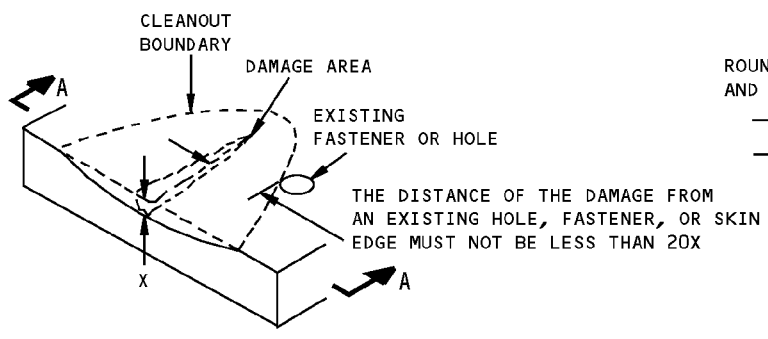 CLEANOUT
BOUNDARY
DAMAGE AREA
A
EXISTING
FASTENER OR HOLE
THE DISTANCE OF THE DAMAGE FROM
AN EXISTING HOLE, FASTENER, OR SKIN
EDGE MUST NOT BE LESS THAN 20X
X
A
ROUN
AND